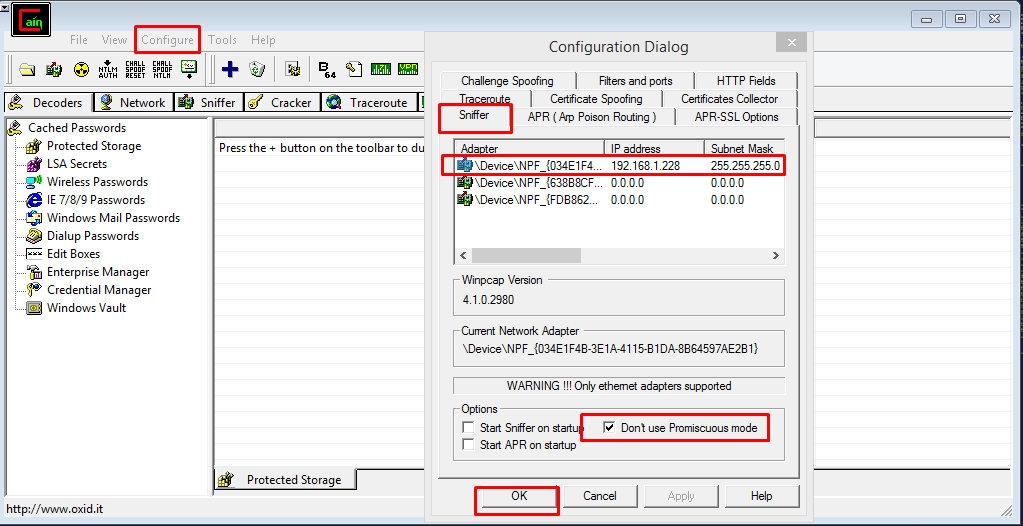 Cain
File View Configure Tools Help
NTLM AUTH
CHALL SPOOF RESET
CHALL SPOOF NTLM
B 64
VPN
Decoders Network Sniffer Cracker Traceroute
Cached Passwords
Protected Storage
LSA Secrets
Wireless Passwords
IE 7/8/9 Passwords
Windows Mail Passwords
Dialup Passwords
Edit Boxes
Enterprise Manager
Credential Manager
Windows Vault
Press the + button on the toolbar to du
Protected Storage
http://www.oxid.it
Configuration Dialog
Challenge Spoofing Filters and ports HTTP Fields
Traceroute Certificate Spoofing Certificates Collector
Sniffer APR ( Arp Poison Routing ) APR-SSL Options
Adapter IP address Subnet Mask
\Device\NPF_{034E1F4... 192.168.1.228 255.255.255.0
\Device\NPF_{638B8CF... 0.0.0.0 0.0.0.0
\Device\NPF_{FDB862... 0.0.0.0 0.0.0.0
Winpcap Version
4.1.0.2980
Current Network Adapter
\Device\NPF_{034E1F4B-3E1A-4115-B1DA-8B64597AE2B1}
WARNING !!! Only ethernet adapters supported
Options
Start Sniffer on startup Don't use Promiscuous mode
Start APR on startup
OK Cancel Apply Help